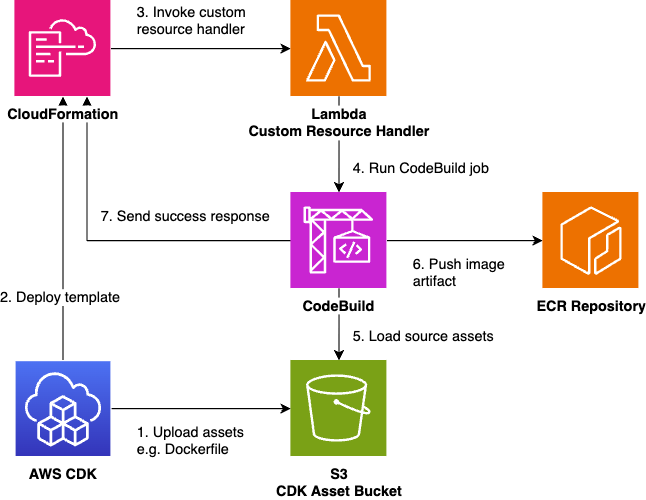 3. Invoke custom
resource handler
CloudFormation
Lambda
Custom Resource Handler
4. Run CodeBuild job
7. Send success response
</>
6. Push image
artifact
CodeBuild
ECR Repository
2. Deploy template
5. Load source assets
1. Upload assets
e.g. Dockerfile
AWS CDK
S3
CDK Asset Bucket